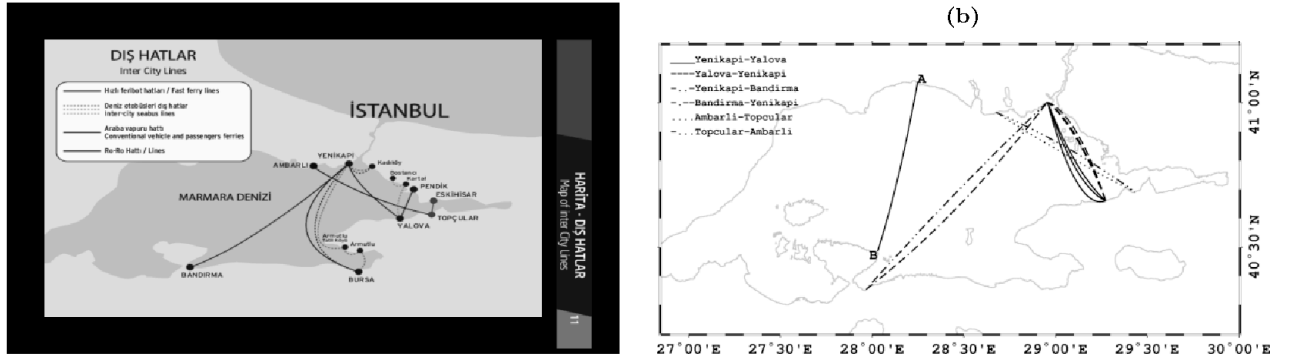 DIŞ HATLAR
Inter City Lines
Hızlı feribot hatları / Fast ferry lines
Deniz otobüsleri dış hatlar
Inter-city seabus lines
Araba vapuru hattı
Conventional vehicle and passengers ferries
Ro-Ro Hattı / Lines
İSTANBUL
YENİKAPI
AMBARLI
Kadıköy
Bostancı
Kartal
PENDİK
ESKİHİSAR
MARMARA DENİZİ
TOPÇULAR
YALOVA
Armutlu
Armutlu
BANDIRMA
BURSA
HARİTA - DIŞ HATLAR
Map of Inter City Lines
11
(b)
Yenikapi-Yalova
Yalova-Yenikapi
Yenikapi-Bandirma
Bandirma-Yenikapi
Ambarli-Topcular
Topcular-Ambarli
A
B
41°00'N
40°30'N
27°00'E 27°30'E 28°00'E 28°30'E 29°00'E 29°30'E 30°00'E